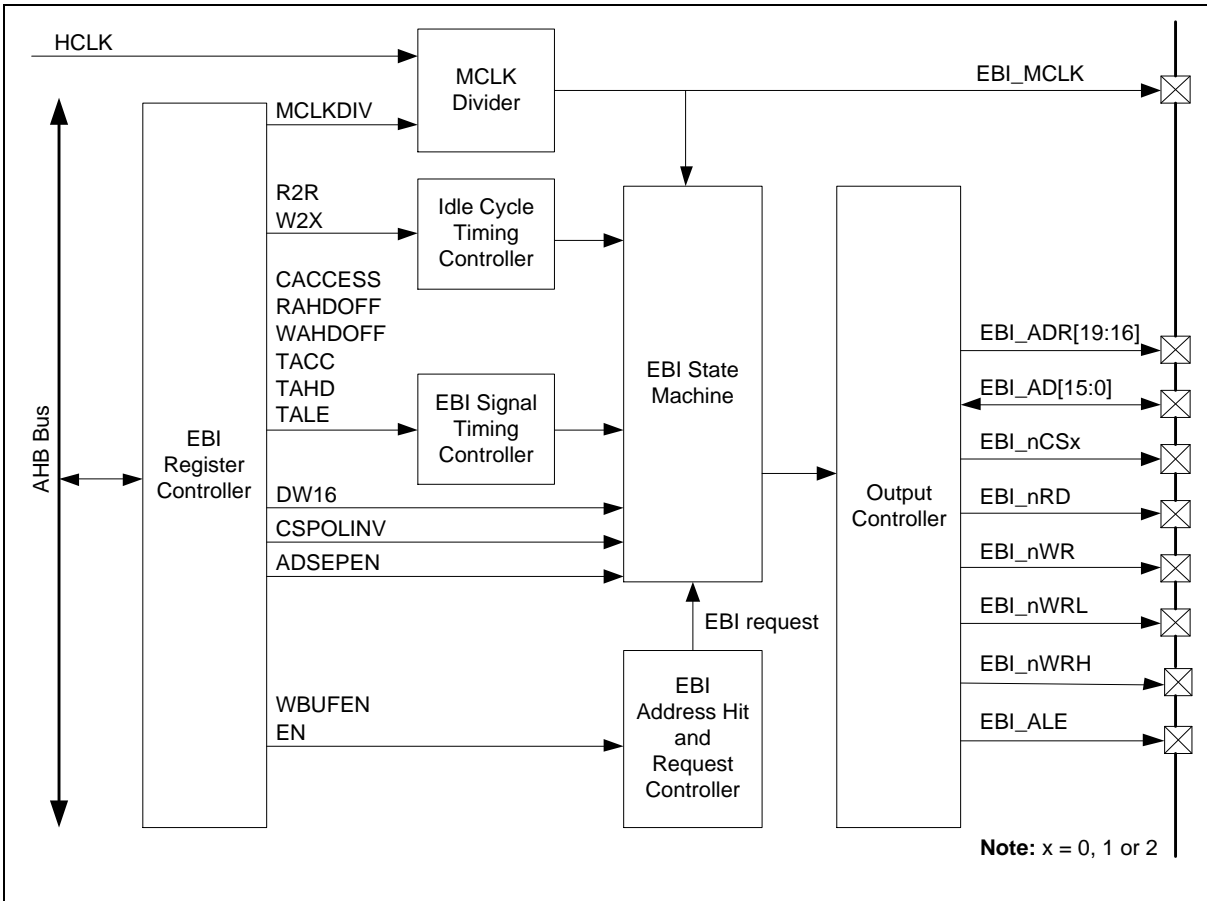 HCLK
MCLK
Divider
EBI_MCLK
MCLKDIV
R2R
W2X
Idle Cycle
Timing
Controller
CACCESS
RAHDOFF
WAHDOFF
TACC
TAHD
TALE
EBI Signal
Timing
Controller
EBI State
Machine
AHB Bus
EBI
Register
Controller
DW16
CSPOLINV
ADSEPEN
EBI request
WBUFEN
EN
EBI
Address Hit
and
Request
Controller
Output
Controller
EBI_ADR[19:16]
EBI_AD[15:0]
EBI_nCSx
EBI_nRD
EBI_nWR
EBI_nWRL
EBI_nWRH
EBI_ALE
Note: x = 0, 1 or 2